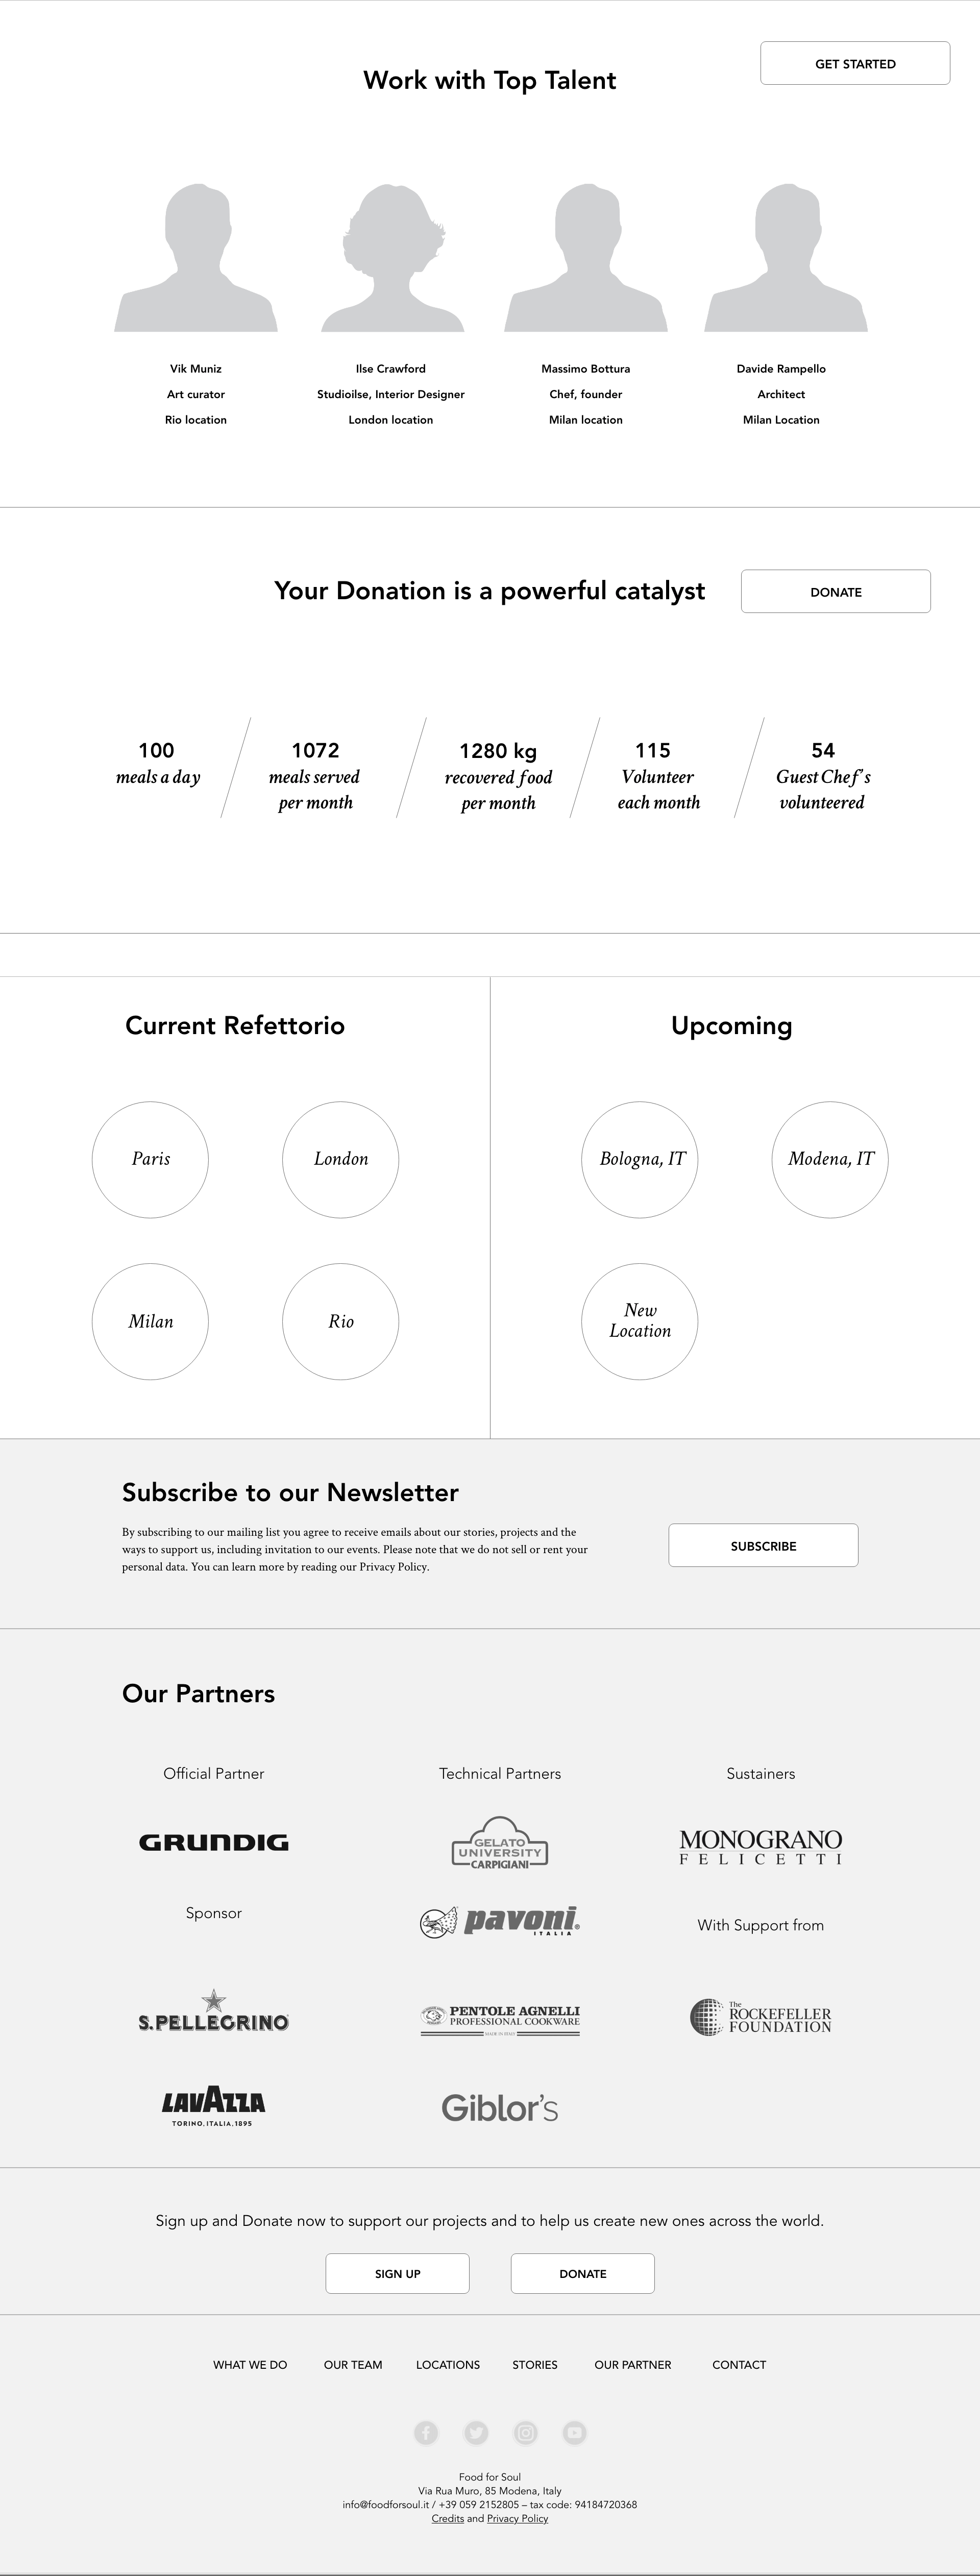 Work with Top Talent
GET STARTED
Vik Muniz
Art curator
Rio location
Ilse Crawford
Studioilse, Interior Designer
London location
Massimo Bottura
Chef, founder
Milan location
Davide Rampello
Architect
Milan Location
Your Donation is a powerful catalyst
DONATE
100
meals a day
1072
meals served
per month
1280 kg
recovered food
per month
115
Volunteer
each month
54
Guest Chef's
volunteered
Current Refettorio
Paris
London
Milan
Rio
Upcoming
Bologna, IT
Modena, IT
New
Location
Subscribe to our Newsletter
By subscribing to our mailing list you agree to receive emails about our stories, projects and the
ways to support us, including invitation to our events. Please note that we do not sell or rent your
personal data. You can learn more by reading our Privacy Policy.
SUBSCRIBE
Our Partners
Official Partner
GRUNDIG
Sponsor
S.PELLEGRINO
LAVAZZA
TORINO, ITALIA, 1895
Technical Partners
GELATO
UNIVERSITY
CARPIGIANI
pavoni®
ITALIA
PENTOLE AGNELLI
PROFESSIONAL COOKWARE
MADE IN ITALY
Giblor's
Sustainers
MONOGRANO
FELICETTI
With Support from
The
ROCKEFELLER
FOUNDATION
Sign up and Donate now to support our projects and to help us create new ones across the world.
SIGN UP
DONATE
WHAT WE DO
OUR TEAM
LOCATIONS
STORIES
OUR PARTNER
CONTACT
Food for Soul
Via Rua Muro, 85 Modena, Italy
info@foodforsoul.it / +39 059 2152805 – tax code: 94184720368
Credits and Privacy Policy